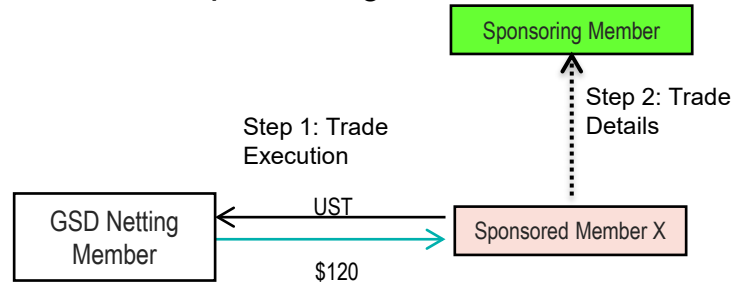 Sponsoring Member
Step 2: Trade
Details
Step 1: Trade
Execution
UST
GSD Netting
Member
Sponsored Member X
$120